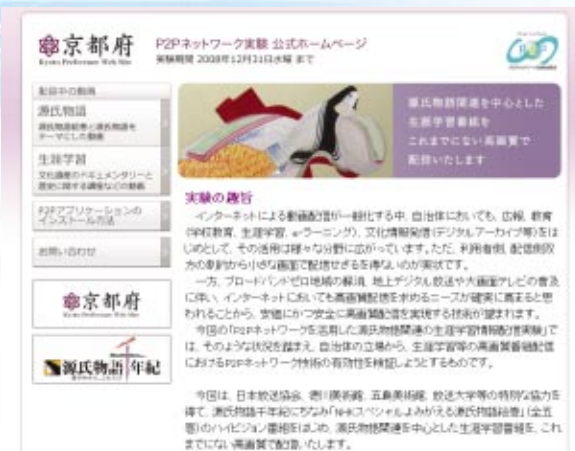 京都府
Kyoto Prefecture Web Site
P2Pネットワーク実験 公式ホームページ
実験期間 2008年12月31日水曜 まで
配信中の動画
源氏物語
源氏物語絵巻と源氏物語を
テーマにした動画
生涯学習
文化講座のドキュメンタリーと
歴史に関する講座などの動画
P2Pアプリケーションの
インストール方法
お問い合わせ
京都府
Kyoto Prefecture Web Site
源氏物語千年紀
源氏物語関連を中心とした
生涯学習番組を
これまでにない高画質で
配信いたします
実験の趣旨
インターネットによる動画配信が一般化する中、自治体においても、広報、教育
(学校教育、生涯学習、e-ラーニング)、文化情報発信(デジタルアーカイブ等)をは
じめとして、その活用は様々な分野に広がっています。ただ、利用者側、配信側双
方の制約から小さな画面で配信せざるを得ないのが実状です。
一方、ブロードバンドゼロ地域の解消、地上デジタル放送や大画面テレビの普及
に伴い、インターネットにおいても高画質配信を求めるニーズが確実に高まると思
われることから、安価にかつ安全に高画質配信を実現する技術が望まれます。
今回の「P2Pネットワークを活用した源氏物語関連の生涯学習情報配信実験」で
は、そのような状況を踏まえ、自治体の立場から、生涯学習等の高画質番組配信
におけるP2Pネットワーク技術の有効性を検証しようとするものです。
今回は、日本放送協会、徳川美術館、五島美術館、放送大学等の特別な協力を
得て、源氏物語千年紀にちなみ「NHKスペシャルよみがえる源氏物語絵巻」(全五
巻)のハイビジョン番組をはじめ、源氏物語関連を中心とした生涯学習番組を、これ
までにない高画質で配信いたします。